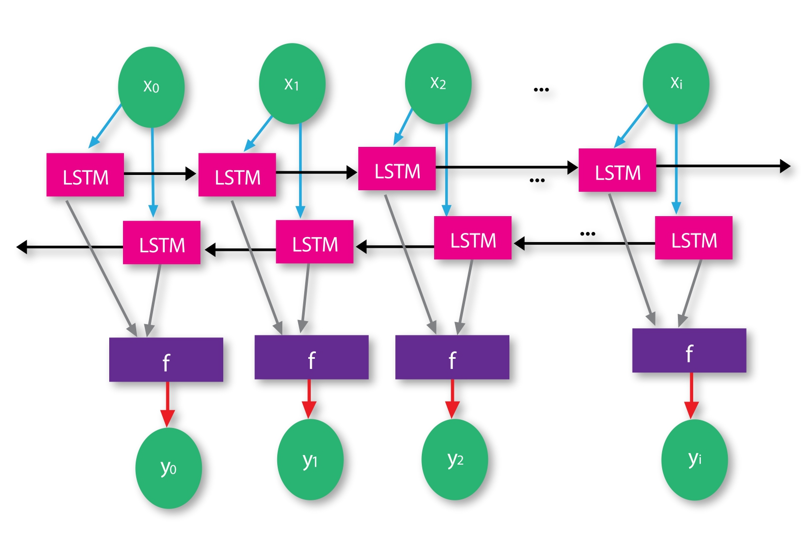 x0 x1 x2 ... xi
LSTM LSTM LSTM ... LSTM
LSTM LSTM LSTM ... LSTM
f f f f
y0 y1 y2 yi